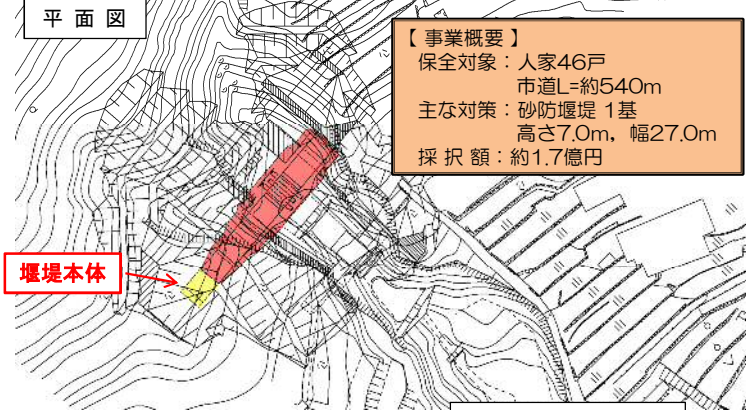 平面図
【 事業概要 】
保全対象：人家46戸
市道L=約540m
主な対策：砂防堰堤 1基
高さ7.0m，幅27.0m
採 択 額：約1.7億円
堰堤本体